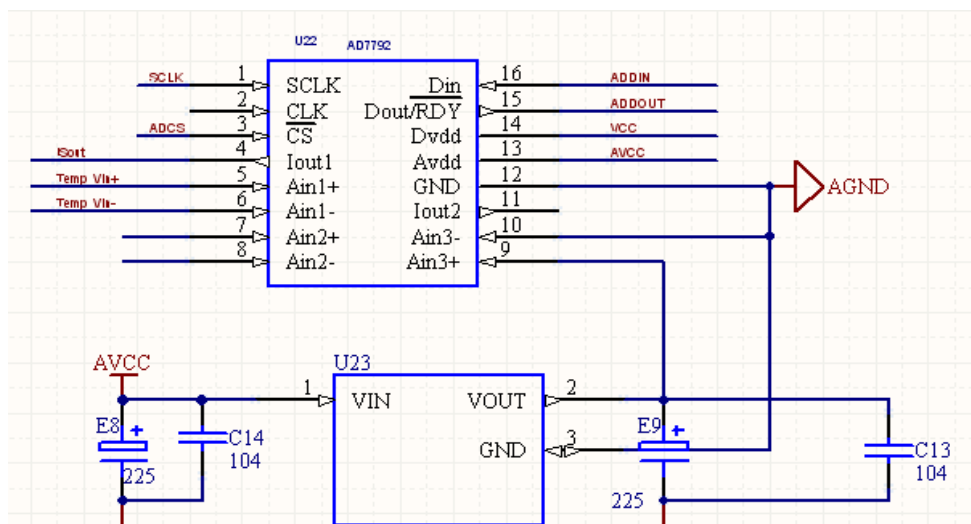 U22 AD7792
SCLK 1 SCLK Din 16 ADDIN
2 CLK Dout/RDY 15 ADDOUT
ADCS 3 CS Dvdd 14 VCC
ISout 4 Iout1 Avdd 13 AVCC
Temp VIn+ 5 Ain1+ GND 12 AGND
Temp VIn- 6 Ain1- Iout2 11
7 Ain2+ Ain3- 10
8 Ain2- Ain3+ 9
AVCC U23
1 VIN VOUT 2
E8 + C14 104 225
GND 3
E9 + C13 104
225